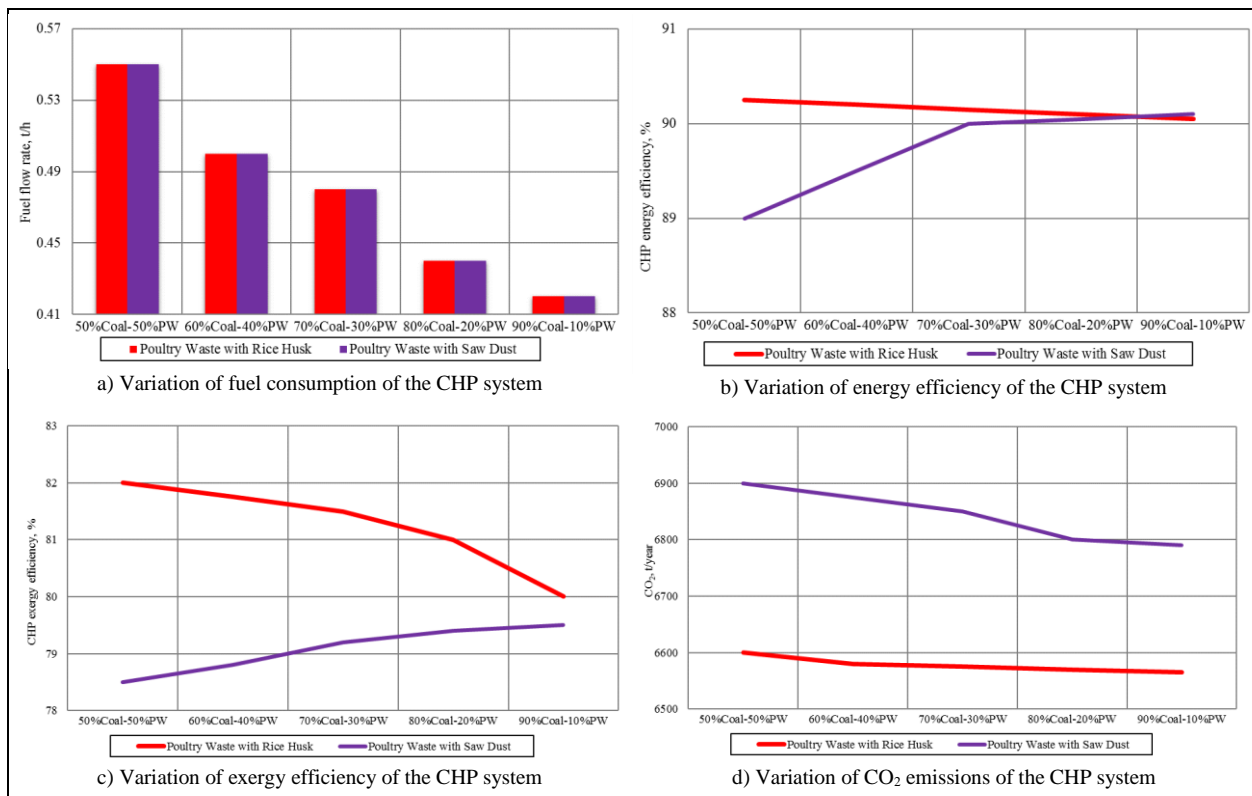 0.57
0.53
0.49
0.45
0.41
Fuel flow rate, t/h
50%Coal-50%PW 60%Coal-40%PW 70%Coal-30%PW 80%Coal-20%PW 90%Coal-10%PW
Poultry Waste with Rice Husk Poultry Waste with Saw Dust
a) Variation of fuel consumption of the CHP system
91
90
89
88
CHP energy efficiency, %
50%Coal-50%PW 60%Coal-40%PW 70%Coal-30%PW 80%Coal-20%PW 90%Coal-10%PW
Poultry Waste with Rice Husk Poultry Waste with Saw Dust
b) Variation of energy efficiency of the CHP system
83
82
81
80
79
78
CHP exergy efficiency, %
50%Coal-50%PW 60%Coal-40%PW 70%Coal-30%PW 80%Coal-20%PW 90%Coal-10%PW
Poultry Waste with Rice Husk Poultry Waste with Saw Dust
c) Variation of exergy efficiency of the CHP system
7000
6900
6800
6700
6600
6500
CO₂, t/year
50%Coal-50%PW 60%Coal-40%PW 70%Coal-30%PW 80%Coal-20%PW 90%Coal-10%PW
Poultry Waste with Rice Husk Poultry Waste with Saw Dust
d) Variation of CO₂ emissions of the CHP system